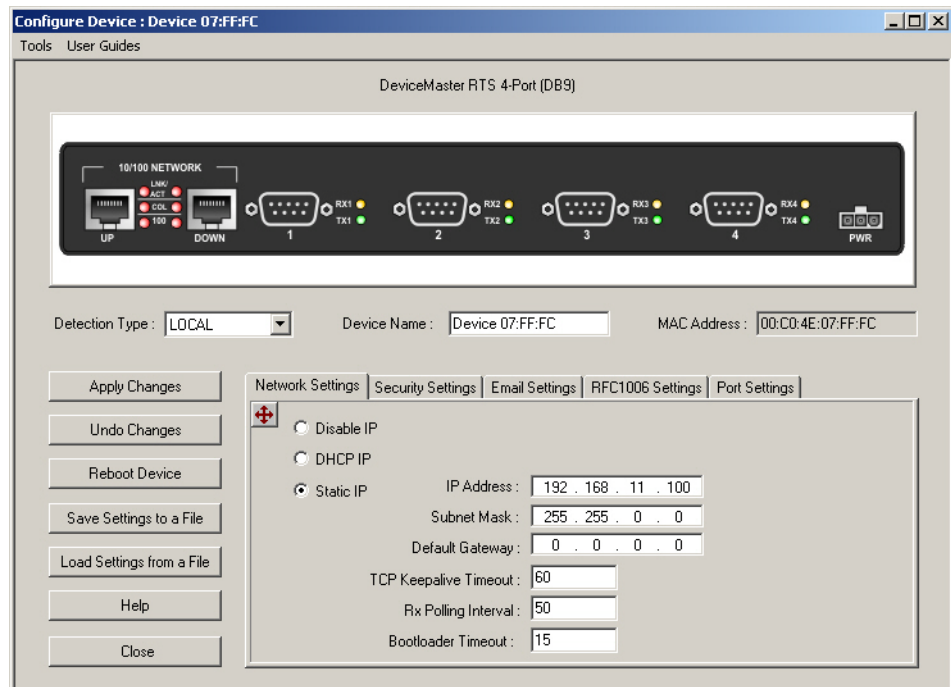 Configure Device : Device 07:FF:FC
Tools User Guides
DeviceMaster RTS 4-Port (DB9)
10/100 NETWORK
LNK/
ACT
COL
100
UP
DOWN
RX1
TX1
1
RX2
TX2
2
RX3
TX3
3
RX4
TX4
4
PWR
Detection Type : LOCAL
Device Name : Device 07:FF:FC
MAC Address : 00:C0:4E:07:FF:FC
Apply Changes
Undo Changes
Reboot Device
Save Settings to a File
Load Settings from a File
Help
Close
Network Settings Security Settings Email Settings RFC1006 Settings Port Settings
Disable IP
DHCP IP
Static IP
IP Address : 192 . 168 . 11 . 100
Subnet Mask : 255 . 255 . 0 . 0
Default Gateway : 0 . 0 . 0 . 0
TCP Keepalive Timeout : 60
Rx Polling Interval : 50
Bootloader Timeout : 15